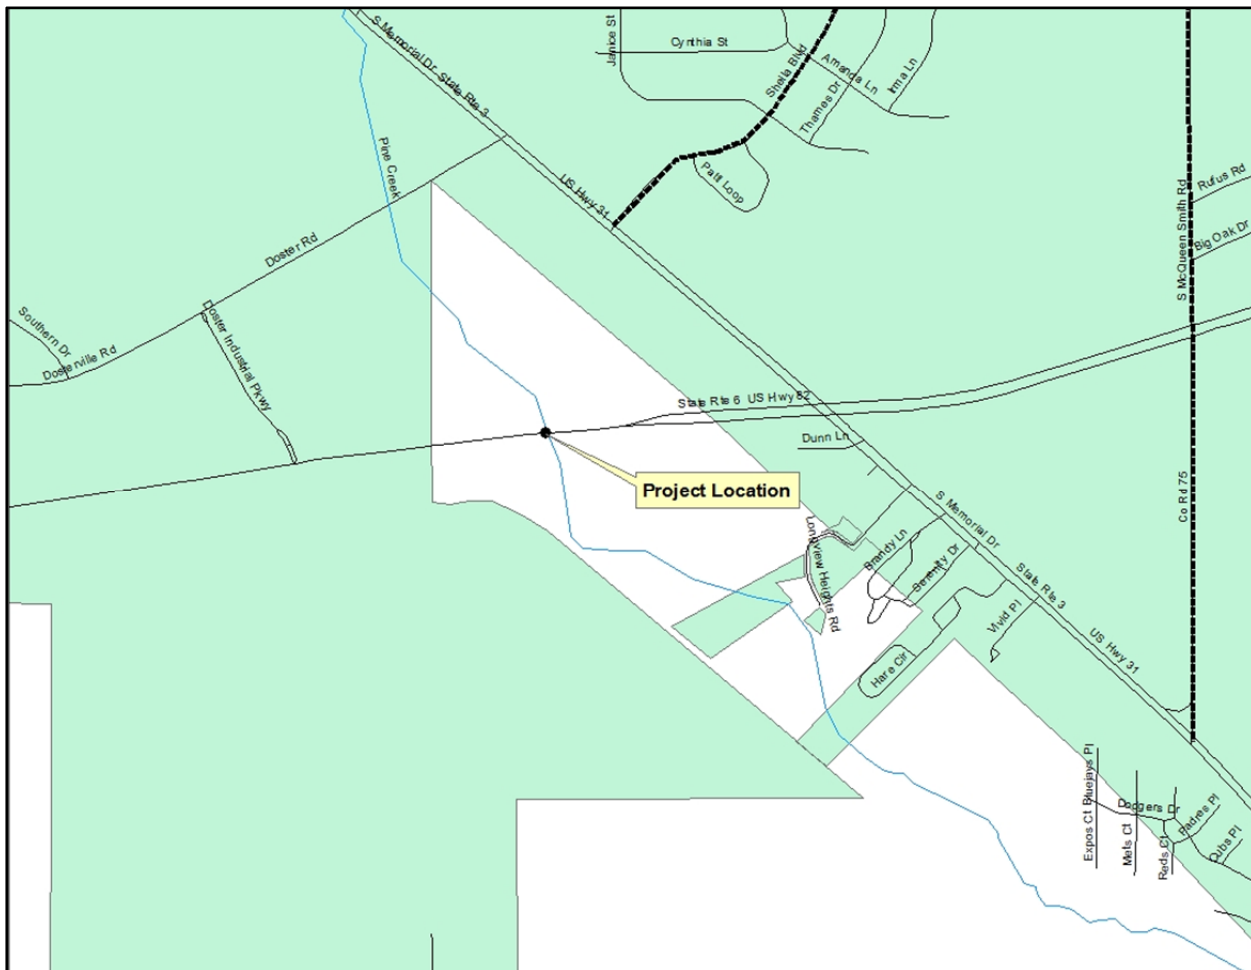 S Memorial Dr State Rte 3
Janice St
Cynthia St
Sheila Blvd
Amanda Ln
Irma Ln
Thames Dr
Pine Creek
US Hwy 31
Patt Loop
S McQueen Smith Rd
Rufus Rd
Big Oak Dr
Doster Rd
Southern Dr
Dosterville Rd
Doster Industrial Pkwy
State Rte 6 US Hwy 82
Dunn Ln
Project Location
Co Rd 75
S Memorial Dr
Longview Heights Rd
Brandy Ln
Serenity Dr
State Rte 3
Vivid Pl
US Hwy 31
Hare Cir
Expos Ct Bluejays Pl
Dodgers Dr
Mets Ct
Reds Ct
Padres Pl
Cubs Pl